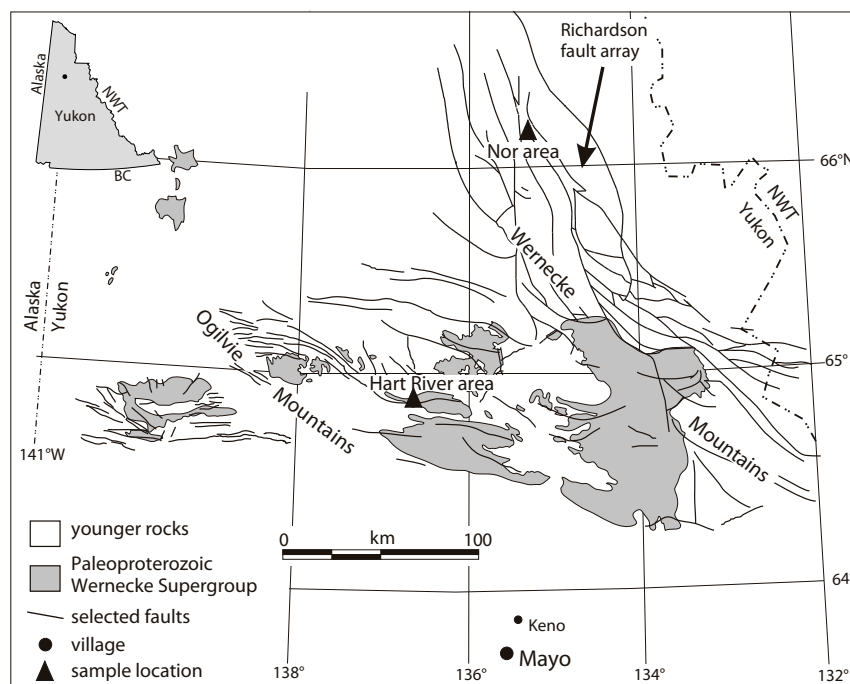 Richardson
fault array
Alaska
NWT
Yukon
BC
Nor area
66°N
NWT
Yukon
Wernecke
Alaska
Yukon
Ogilvie
Mountains
Hart River area
65°
Mountains
141°W
younger rocks
Paleoproterozoic
Wernecke Supergroup
selected faults
village
sample location
0 km 100
64°
Keno
Mayo
138° 136° 134° 132°